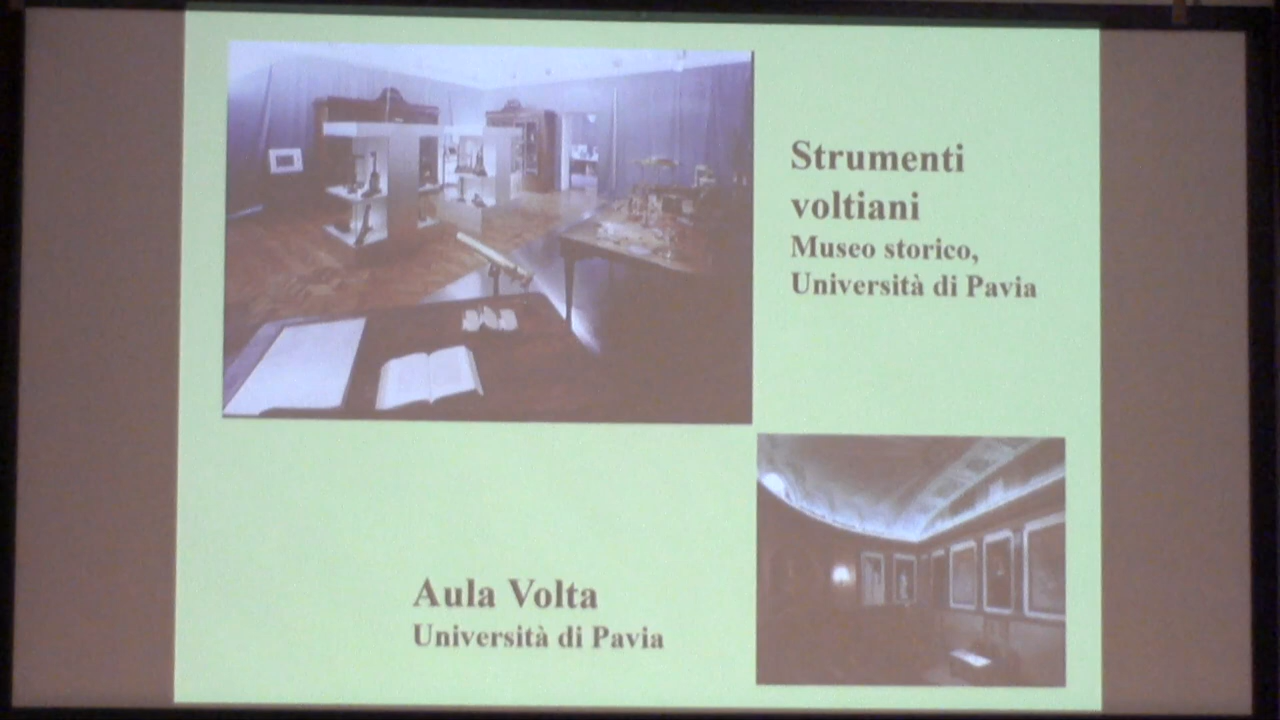 Strumenti
voltiani
Museo storico,
Università di Pavia
Aula Volta
Università di Pavia